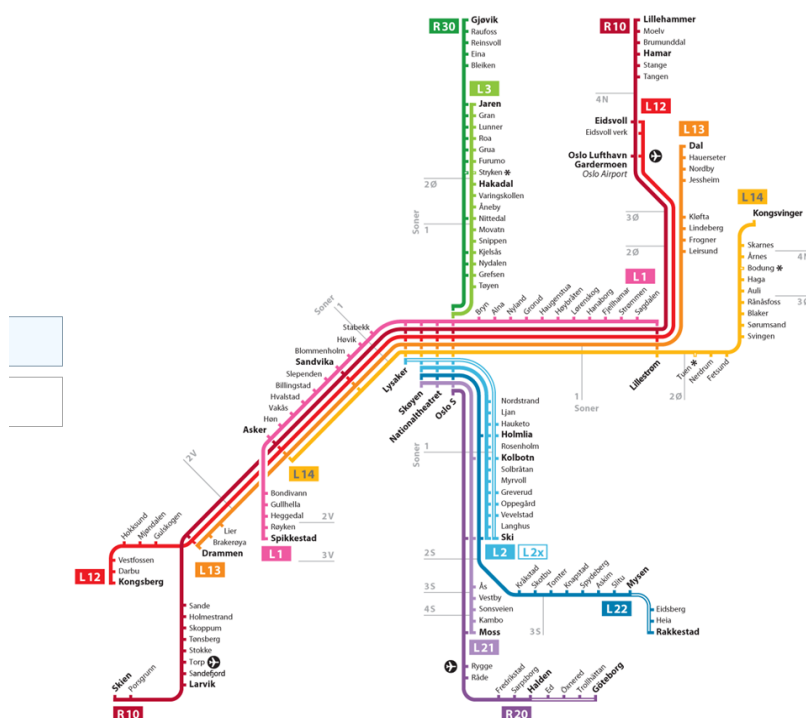 R30
Gjøvik
Raufoss
Reinsvoll
Eina
Bleiken
L3
Jaren
Gran
Lunner
Roa
Grua
Furumo
Stryken *
Hakadal
Varingskollen
Åneby
Nittedal
Movatn
Snippen
Kjelsås
Nydalen
Grefsen
Tøyen
2Ø
Soner
1
R10
Lillehammer
Moelv
Brumunddal
Hamar
Stange
Tangen
4N
L12
Eidsvoll
Eidsvoll verk
Oslo Lufthavn
Gardermoen
Oslo Airport
L13
Dal
Hauerseter
Nordby
Jessheim
Kløfta
Lindeberg
Frogner
Leirsund
3Ø
2Ø
L14
Kongsvinger
Skarnes
Årnes
Bodung *
Haga
Auli
Rånåsfoss
Blaker
Sørumsand
Svingen
4N
3Ø
L1
Bryn
Alna
Nyland
Grorud
Haugenstua
Høybråten
Lørenskog
Hanaborg
Fjellhamar
Strømmen
Sagdalen
Lillestrøm
Tuen *
Nerdrum
Fetsund
1
Soner
2Ø
Soner
1
Stabekk
Høvik
Blommenholm
Sandvika
Slependen
Billingstad
Hvalstad
Vakås
Høn
Asker
Lysaker
Skøyen
Nationaltheatret
Oslo S
2V
L14
Bondivann
Gullhella
Heggedal
Røyken
Spikkestad
2V
3V
L1
Hokksund
Mjøndalen
Gulskogen
Lier
Brakerøya
Drammen
L13
Vestfossen
Darbu
Kongsberg
L12
Sande
Holmestrand
Skoppum
Tønsberg
Stokke
Torp
Sandefjord
Larvik
Skien
Porsgrunn
R10
Nordstrand
Ljan
Hauketo
Holmlia
Rosenholm
Kolbotn
Solbråtan
Myrvoll
Greverud
Oppegård
Vevelstad
Langhus
Ski
L2
L2x
Soner
1
2S
3S
4S
Kråkstad
Skotbu
Tomter
Knapstad
Spydeberg
Askim
Slitu
Mysen
L22
3S
Eidsberg
Heia
Rakkestad
Ås
Vestby
Sonsveien
Kambo
Moss
L21
Rygge
Råde
Fredrikstad
Sarpsborg
Halden
Ed
Öxnered
Trollhättan
Göteborg
R20